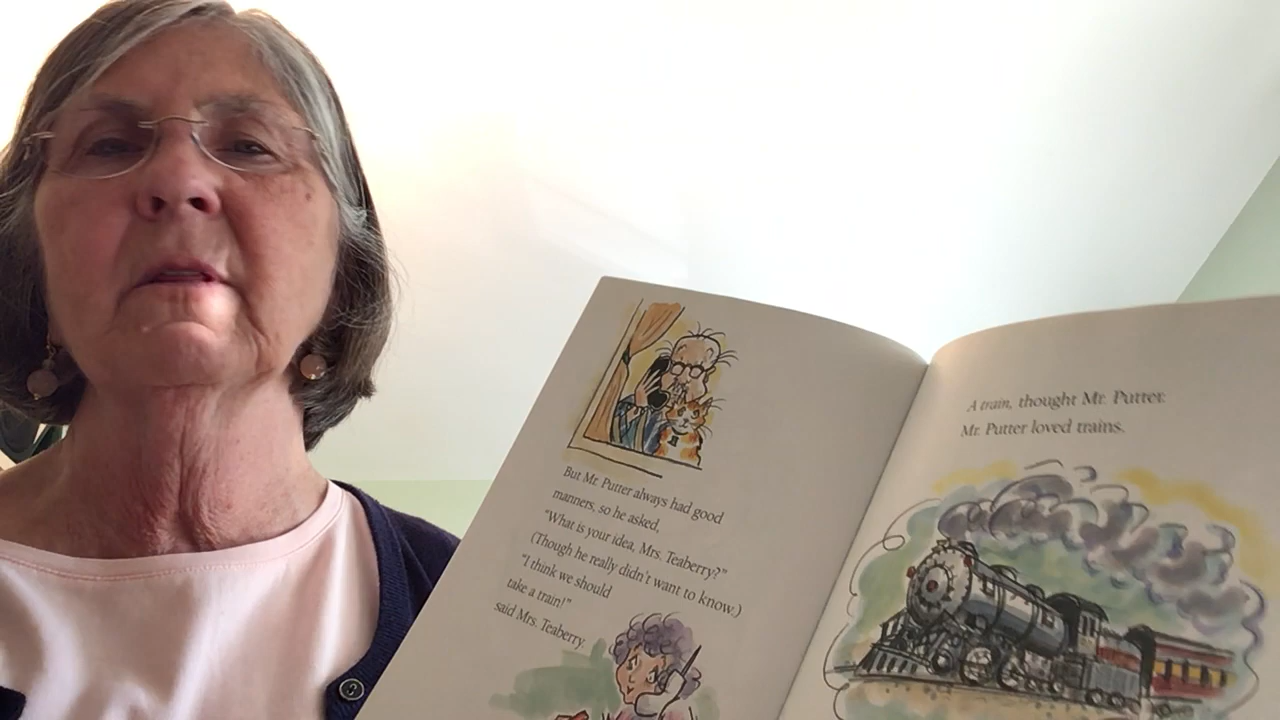 But Mr. Putter always had good
manners, so he asked,
"What is your idea, Mrs. Teaberry?"
(Though he really didn't want to know.)
"I think we should
take a train!"
said Mrs. Teaberry.
A train, thought Mr. Putter.
Mr. Putter loved trains.